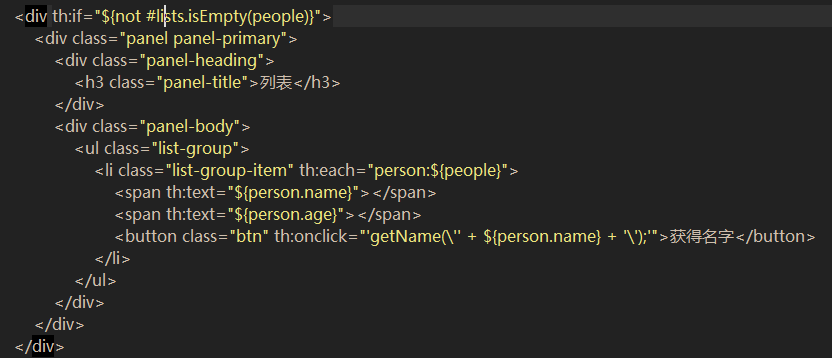 <div th:if="${not #lists.isEmpty(people)}">
<div class="panel panel-primary">
<div class="panel-heading">
<h3 class="panel-title">列表</h3>
</div>
<div class="panel-body">
<ul class="list-group">
<li class="list-group-item" th:each="person:${people}">
<span th:text="${person.name}"></span>
<span th:text="${person.age}"></span>
<button class="btn" th:onclick="'getName(\'' + ${person.name} + '\');'">获得名字</button>
</li>
</ul>
</div>
</div>
</div>